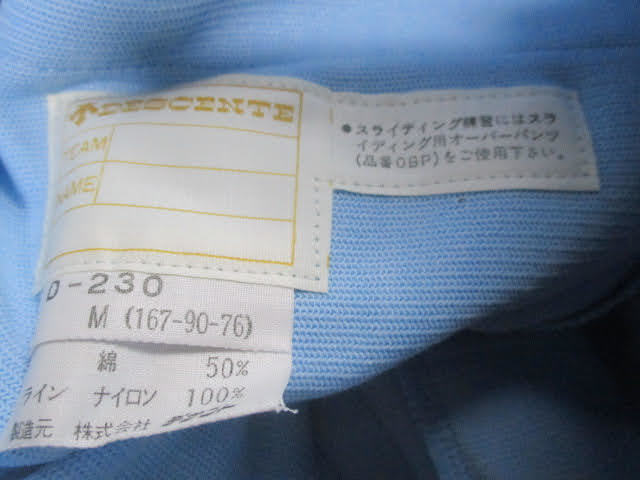 DESCENTE
TEAM
NAME
●スライディング練習にはスラ
イディング用オーバーパンツ
(品番OBP)をご使用下さい。
D-230
M (167-90-76)
綿 50%
ライン ナイロン 100%
製造元 株式会社